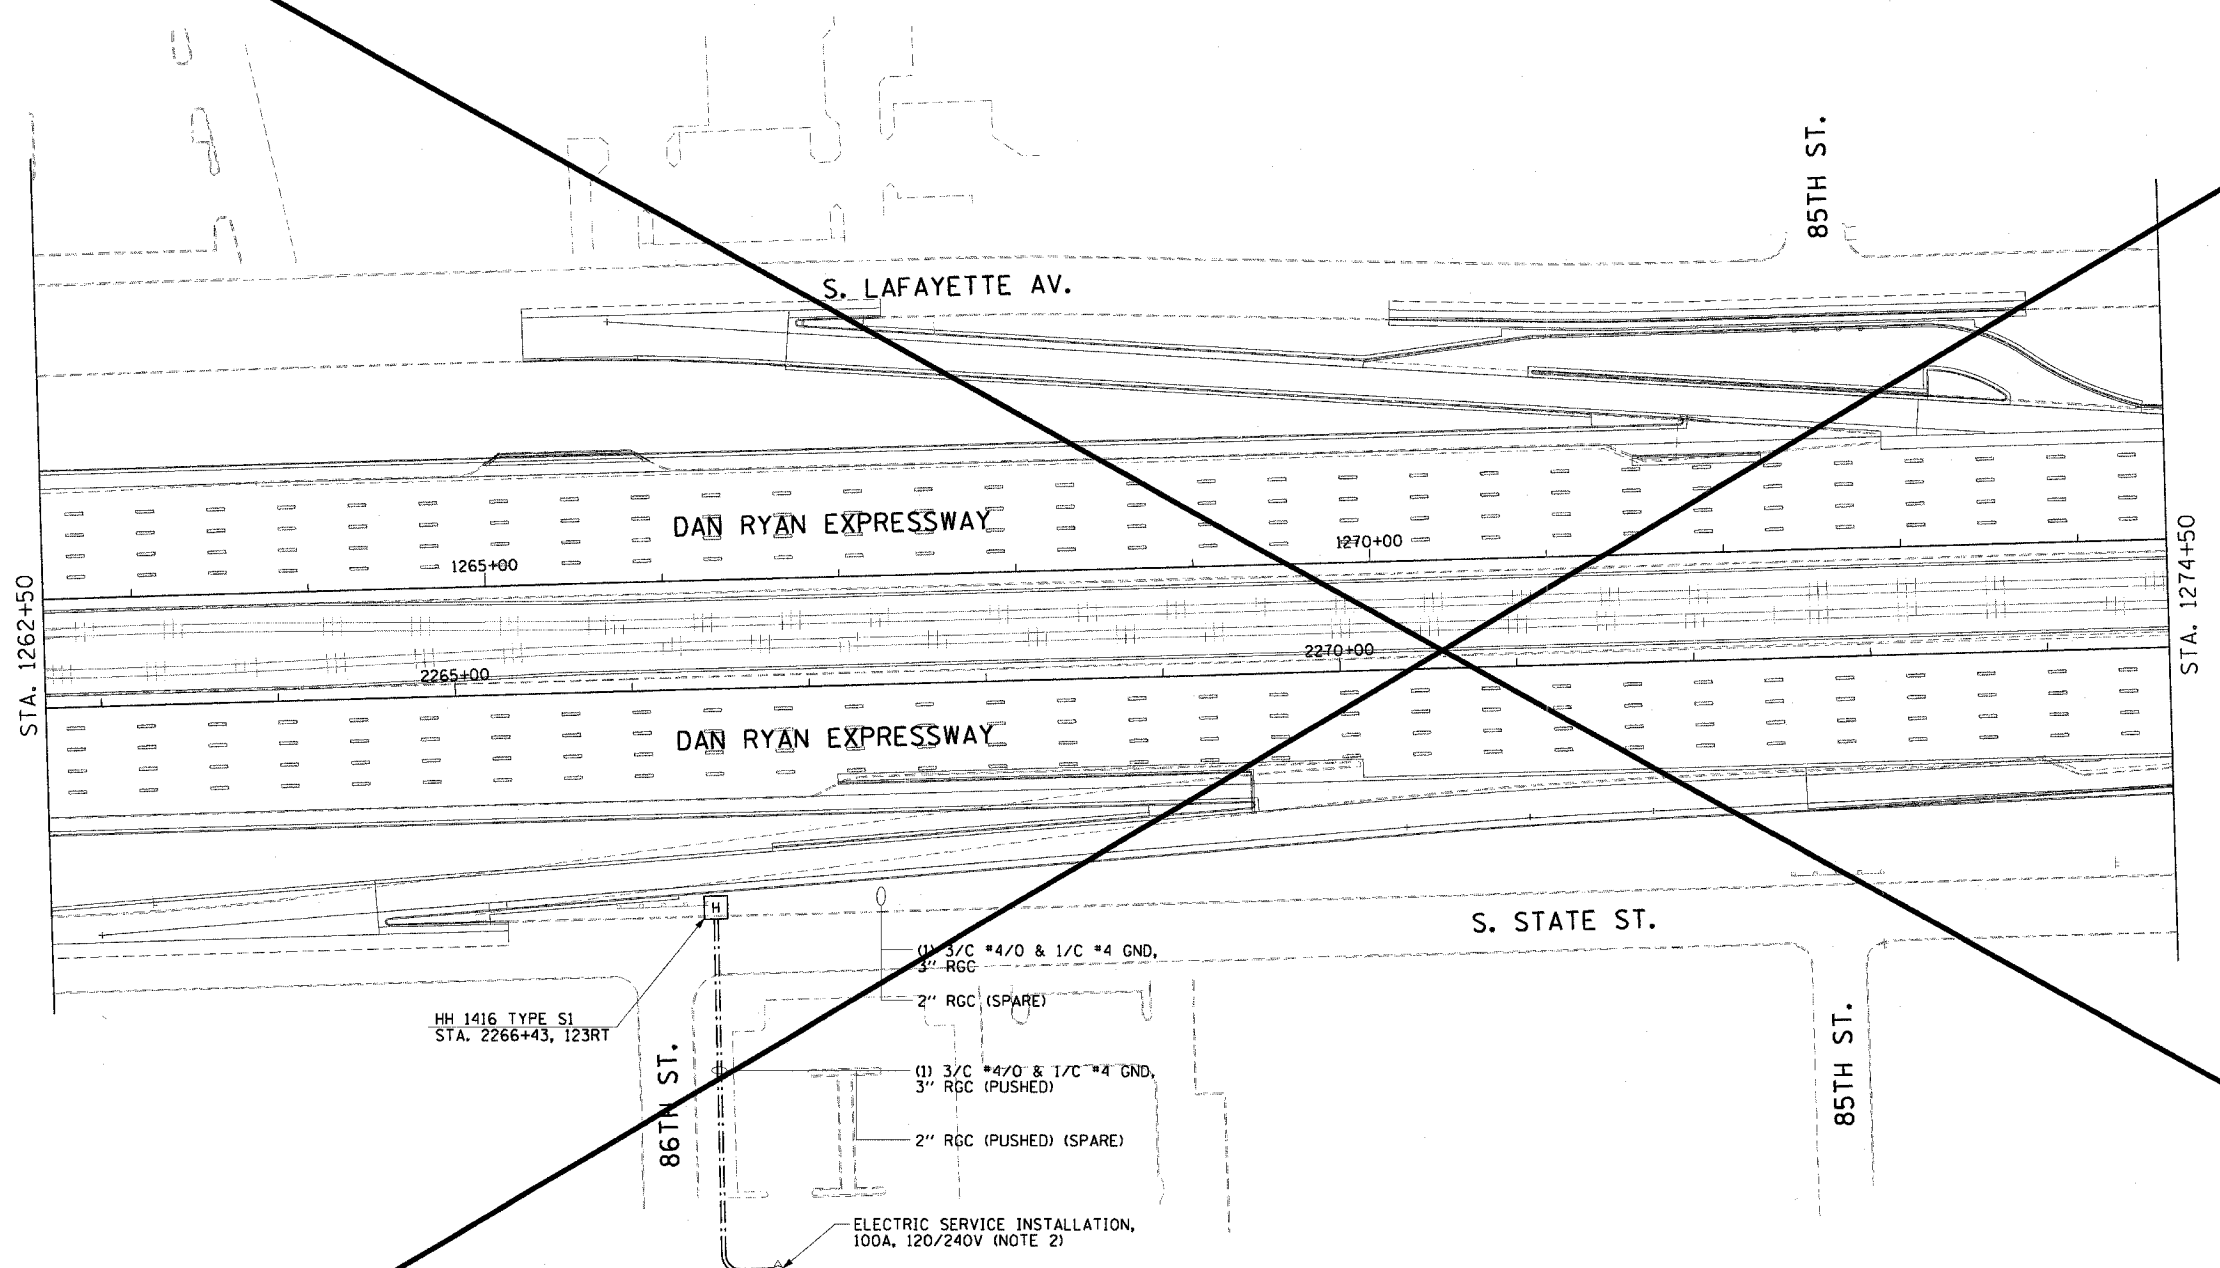 85TH ST.
S. LAFAYETTE AV.
DAN RYAN EXPRESSWAY
1270+00
1265+00
STA. 1262+50
STA. 1274+50
2270+00
2265+00
DAN RYAN EXPRESSWAY
H
S. STATE ST.
(1) 3/C #4/0 & 1/C #4 GND,
3" RGC
2" RGC (SPARE)
HH 1416 TYPE S1
STA. 2266+43, 123RT
86TH ST.
(1) 3/C #4/0 & 1/C #4 GND,
3" RGC (PUSHED)
2" RGC (PUSHED) (SPARE)
85TH ST.
ELECTRIC SERVICE INSTALLATION,
100A, 120/240V (NOTE 2)